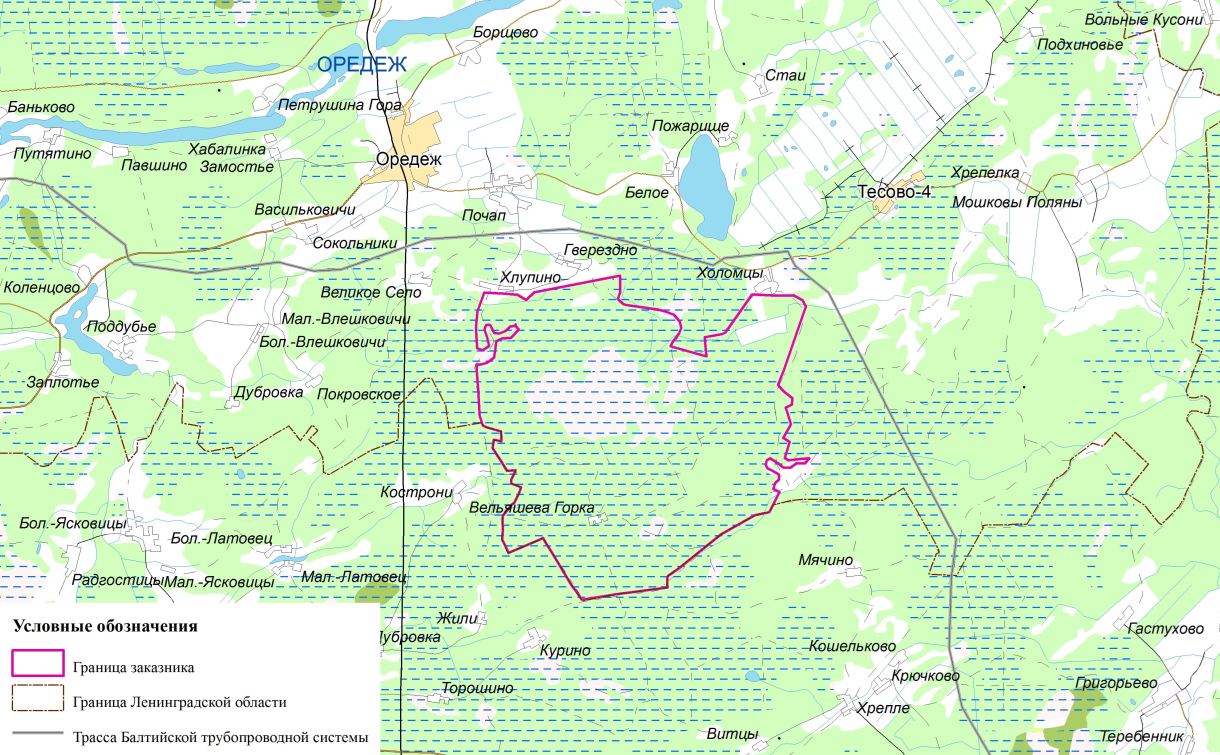 Вольные Кусони
Борщово
Подхиновье
ОРЕДЕЖ
Стаи
Баньково
Петрушина Гора
Пожарище
Путятино
Хабалинка
Павшино
Замостье
Оредеж
Хрепелка
Белое
Тесово-4
Мошковы Поляны
Васильковичи
Почап
Сокольники
Гверездно
Холомцы
Хлупино
Коленцово
Великое Село
Поддубье
Мал.-Влешковичи
Бол.-Влешковичи
Заплотье
Дубровка
Покровское
Кострони
Вельяшева Горка
Бол.-Ясковицы
Бол.-Латовец
Мячино
Радгостицы
Мал.-Ясковицы
Мал.-Латовец
Жили
Дубровка
Гастухово
Кошельково
Курино
Крючково
Григорьево
Торошино
Хрепле
Витцы
Теребенник
Условные обозначения
Граница заказника
Граница Ленинградской области
Трасса Балтийской трубопроводной системы